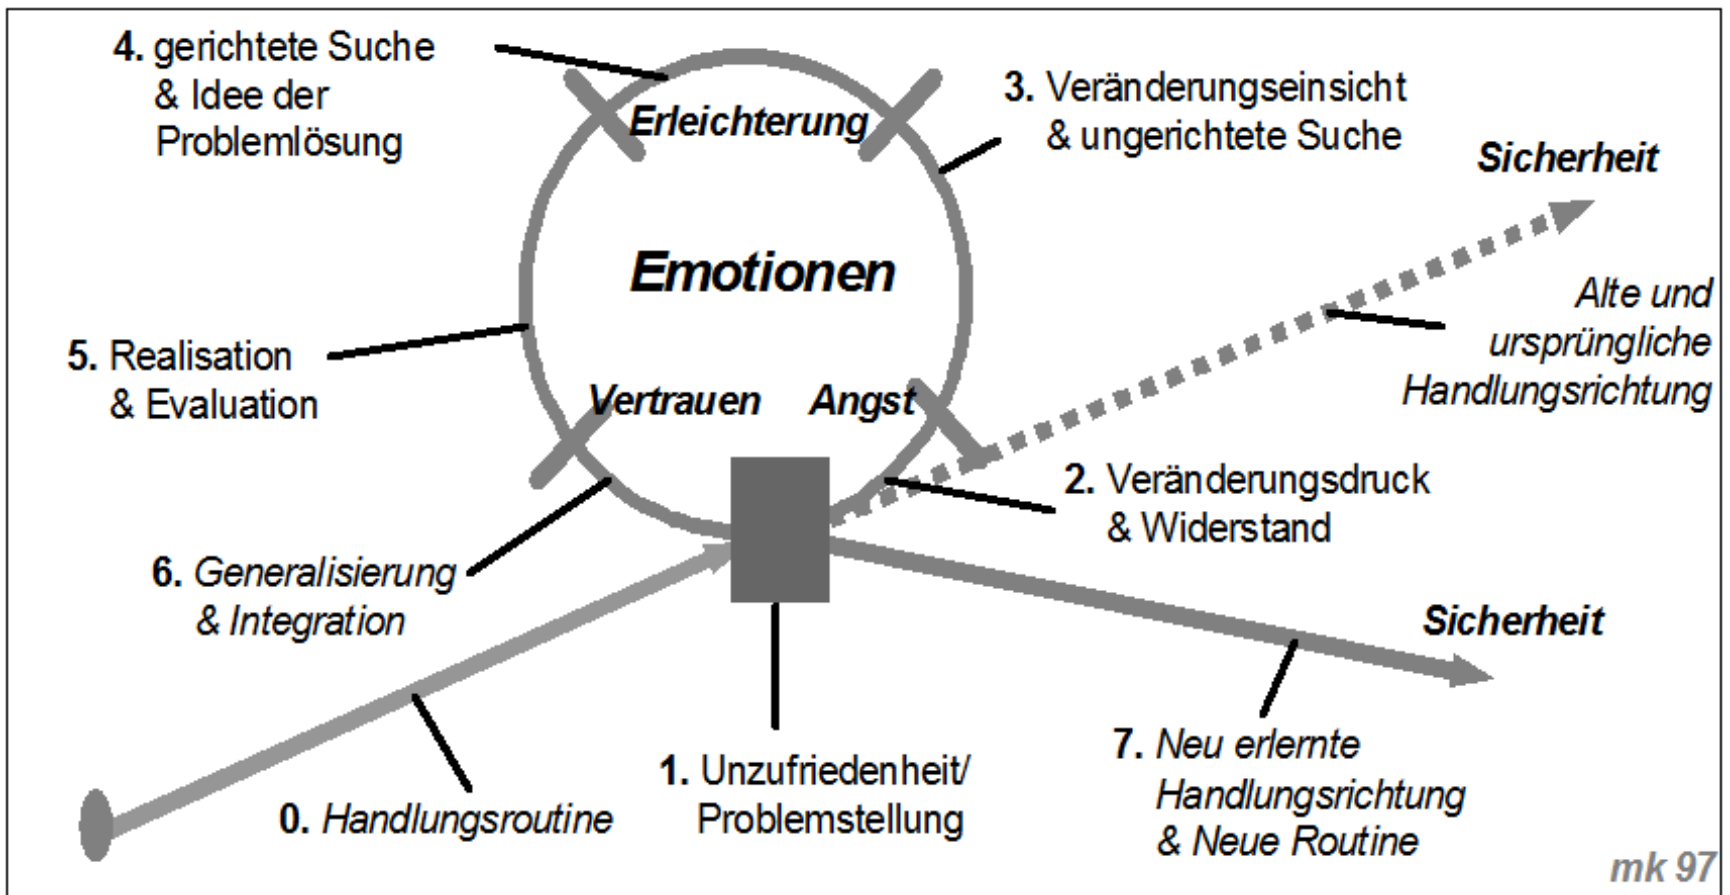 4. gerichtete Suche
& Idee der
Problemlösung
Erleichterung
3. Veränderungseinsicht
& ungerichtete Suche
Sicherheit
Emotionen
Alte und
ursprüngliche
Handlungsrichtung
5. Realisation
& Evaluation
Vertrauen
Angst
2. Veränderungsdruck
& Widerstand
6. Generalisierung
& Integration
Sicherheit
0. Handlungsroutine
1. Unzufriedenheit/
Problemstellung
7. Neu erlernte
Handlungsrichtung
& Neue Routine
mk 97